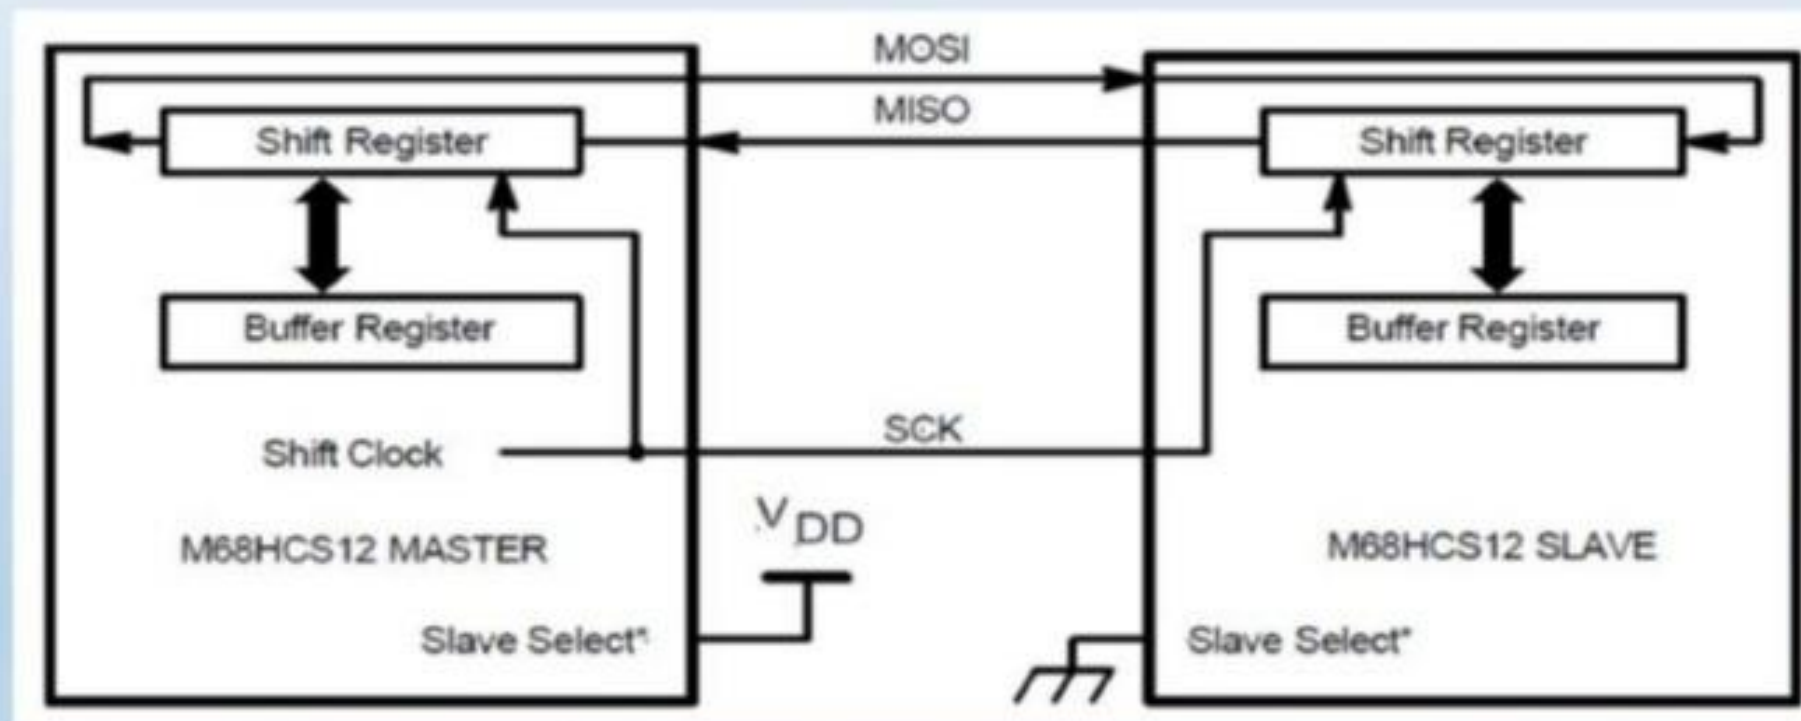 MOSI
MISO
Shift Register
Shift Register
Buffer Register
Buffer Register
SCK
Shift Clock
VDD
M68HCS12 MASTER
M68HCS12 SLAVE
Slave Select*
Slave Select*